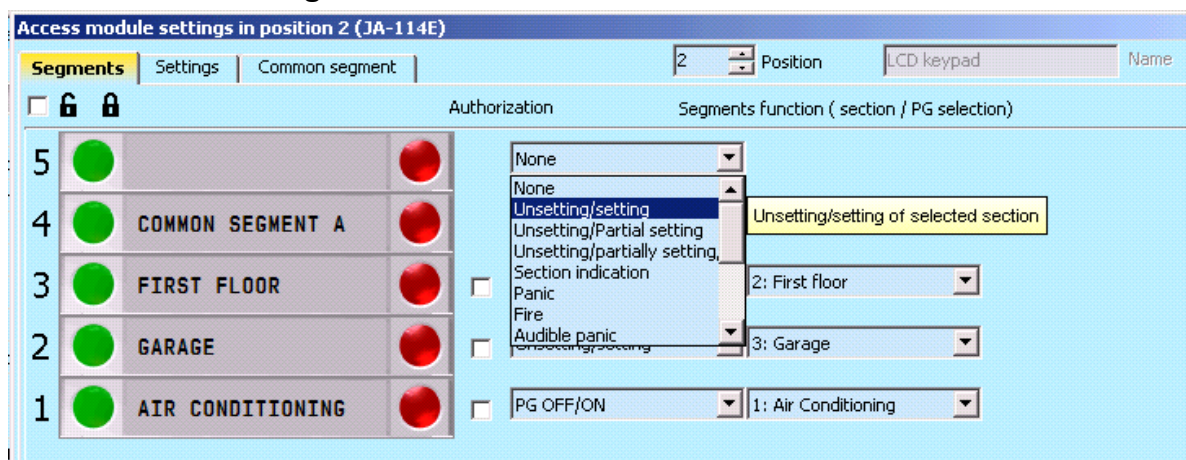 Access module settings in position 2 (JA-114E)
Segments Settings Common segment 2 Position LCD keypad Name
Authorization Segments function ( section / PG selection)
5 None
None
Unsetting/setting
Unsetting/Partial setting
Unsetting/partially setting,
Section indication
Panic
Fire
Audible panic
Unsetting/setting of selected section
4 COMMON SEGMENT A
3 FIRST FLOOR 2: First floor
2 GARAGE Unsetting/setting 3: Garage
1 AIR CONDITIONING PG OFF/ON 1: Air Conditioning